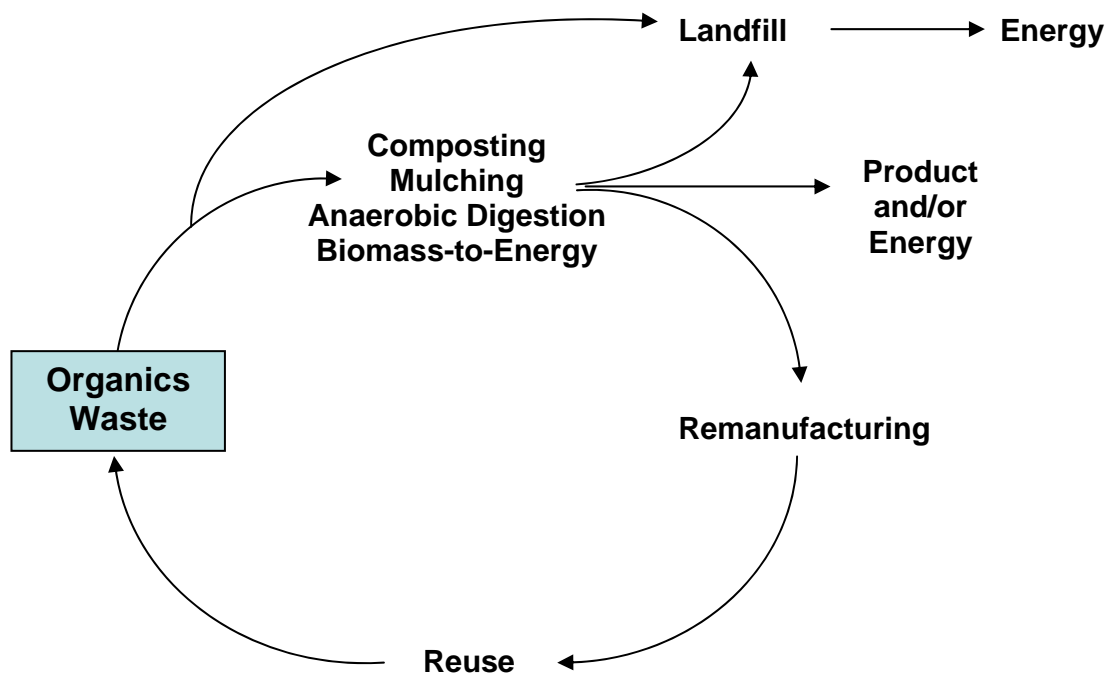 Landfill
Energy
Composting
Mulching
Anaerobic Digestion
Biomass-to-Energy
Product
and/or
Energy
Organics
Waste
Remanufacturing
Reuse